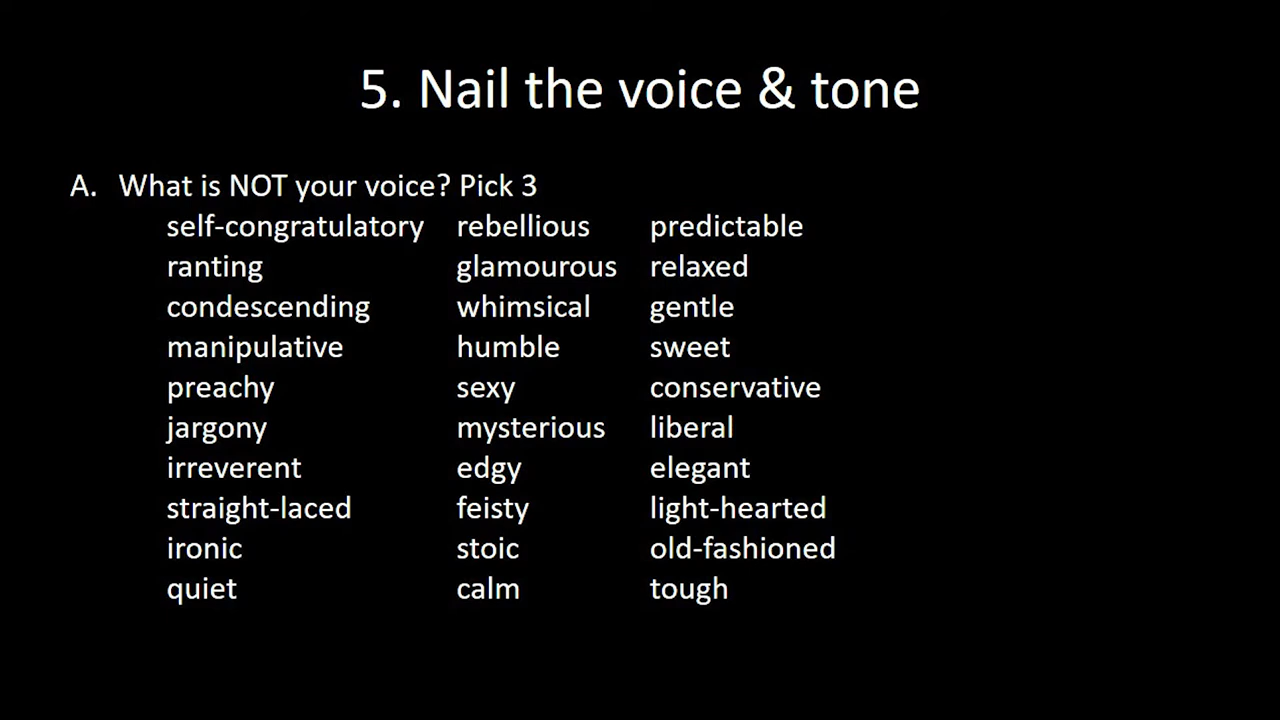 5. Nail the voice & tone
A. What is NOT your voice? Pick 3
self-congratulatory rebellious predictable
ranting glamourous relaxed
condescending whimsical gentle
manipulative humble sweet
preachy sexy conservative
jargony mysterious liberal
irreverent edgy elegant
straight-laced feisty light-hearted
ironic stoic old-fashioned
quiet calm tough